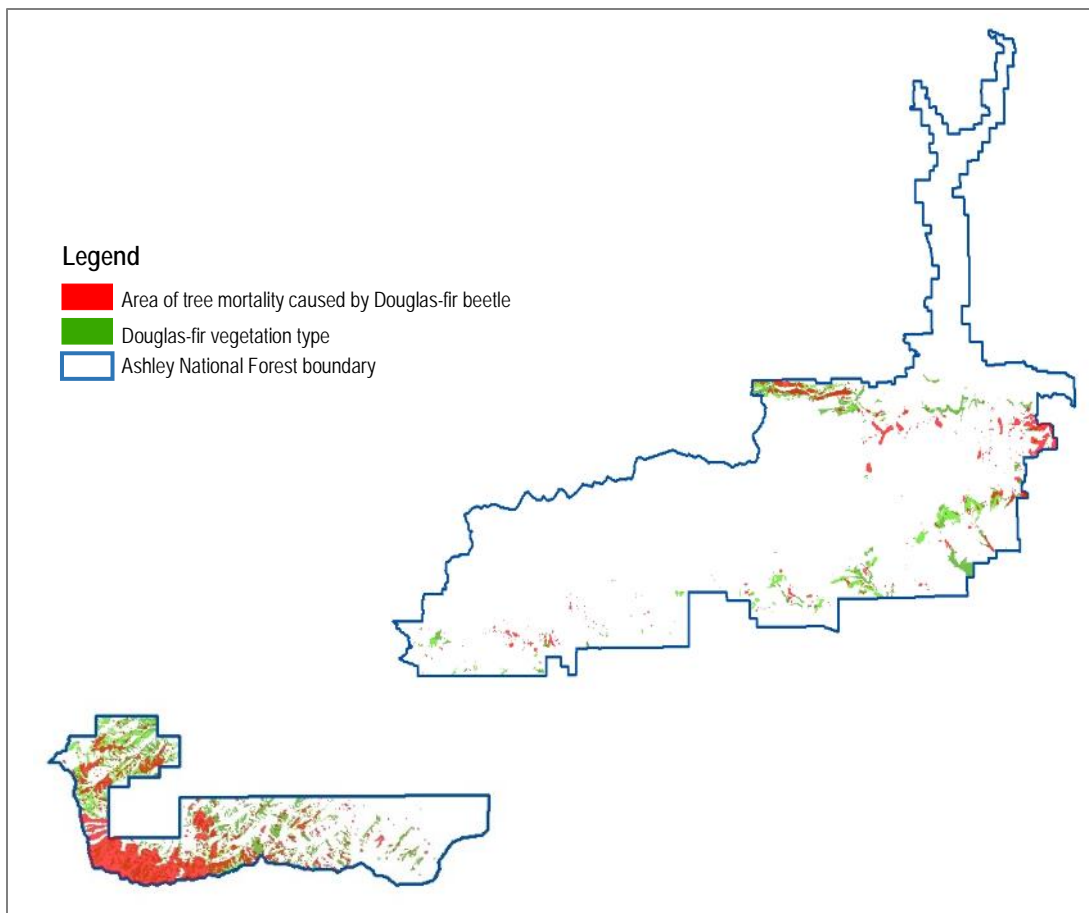 Legend
Area of tree mortality caused by Douglas-fir beetle
Douglas-fir vegetation type
Ashley National Forest boundary